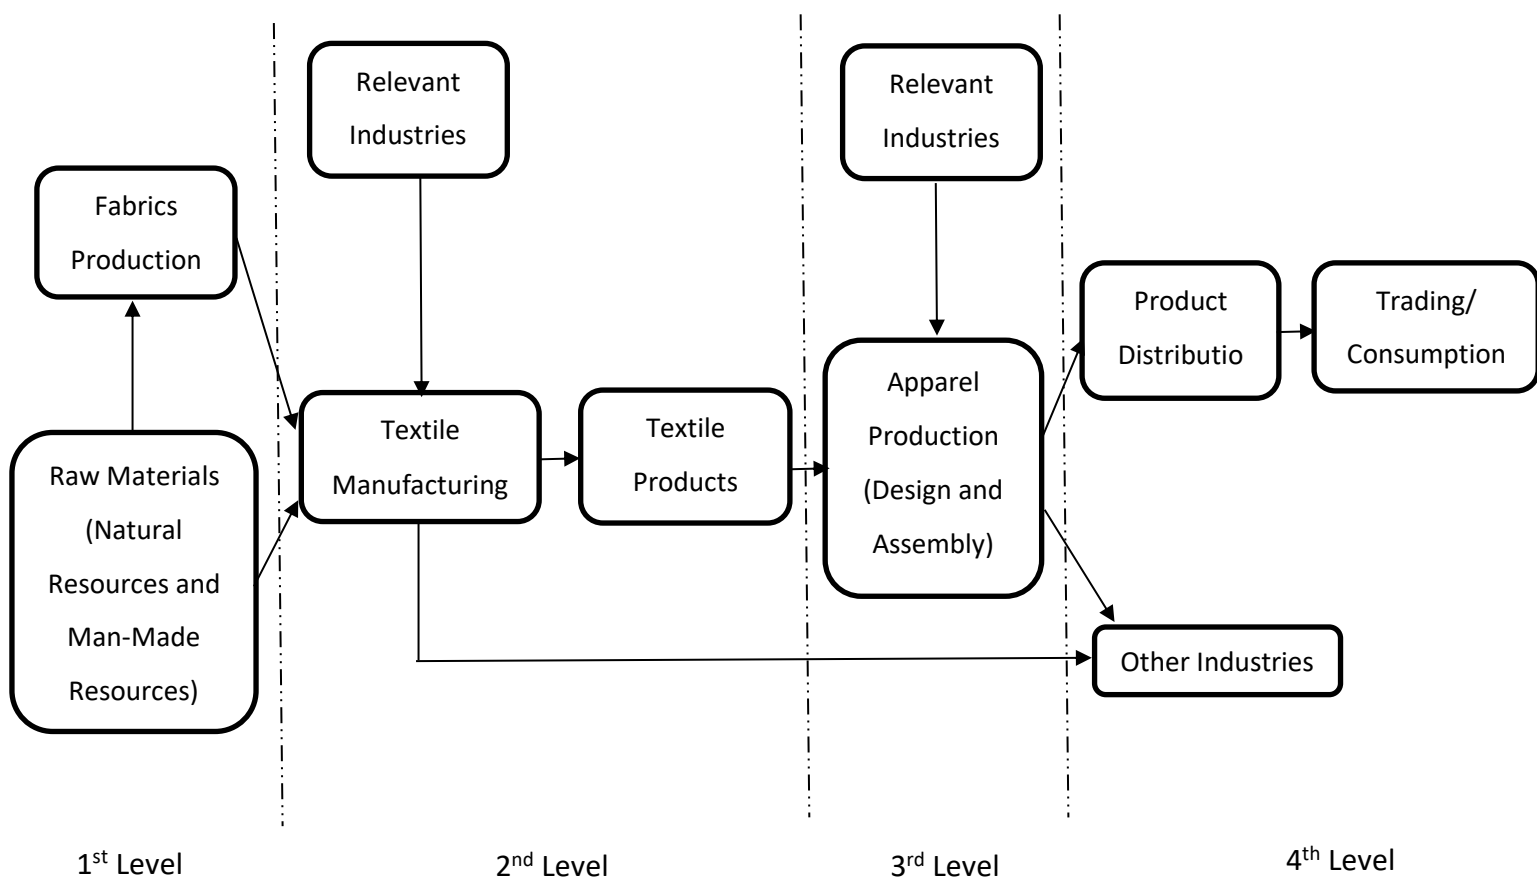 Relevant
Industries
Relevant
Industries
Fabrics
Production
Product
Distributio
Trading/
Consumption
Raw Materials
(Natural
Resources and
Man-Made
Resources)
Textile
Manufacturing
Textile
Products
Apparel
Production
(Design and
Assembly)
Other Industries
1st Level
2nd Level
3rd Level
4th Level